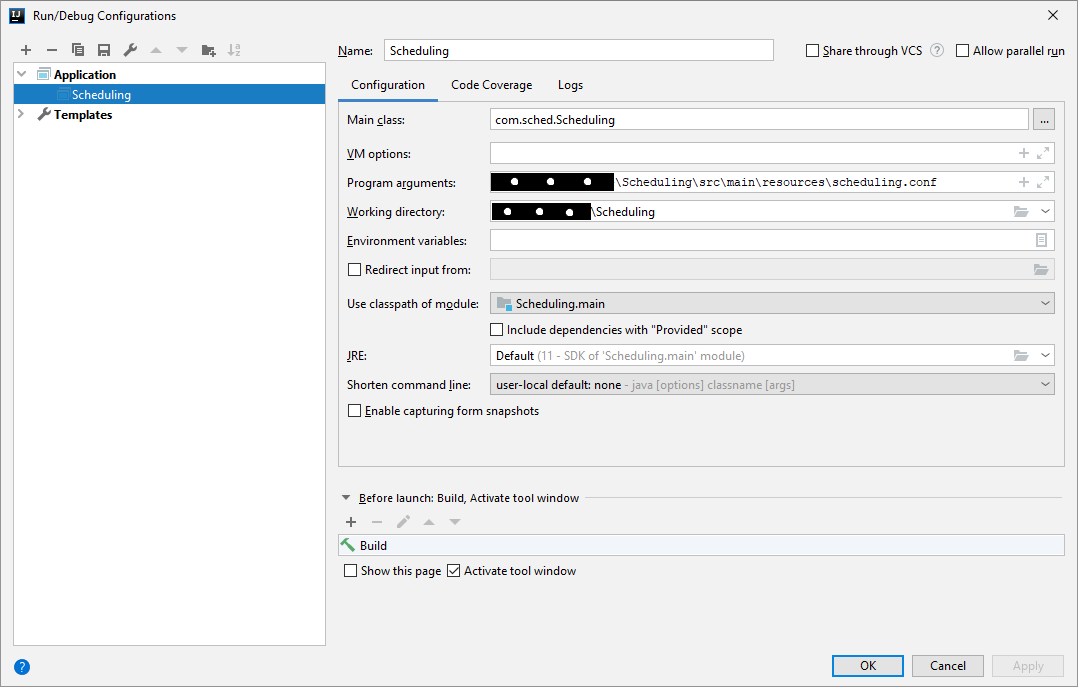 IJ Run/Debug Configurations
Name: Scheduling
Share through VCS ? Allow parallel run
Application
Scheduling
Templates
Configuration Code Coverage Logs
Main class: com.sched.Scheduling ...
VM options:
Program arguments: \Scheduling\src\main\resources\scheduling.conf
Working directory: \Scheduling
Environment variables:
Redirect input from:
Use classpath of module: Scheduling.main
Include dependencies with "Provided" scope
JRE: Default (11 - SDK of 'Scheduling.main' module)
Shorten command line: user-local default: none - java [options] classname [args]
Enable capturing form snapshots
Before launch: Build, Activate tool window
Build
Show this page Activate tool window
? OK Cancel Apply